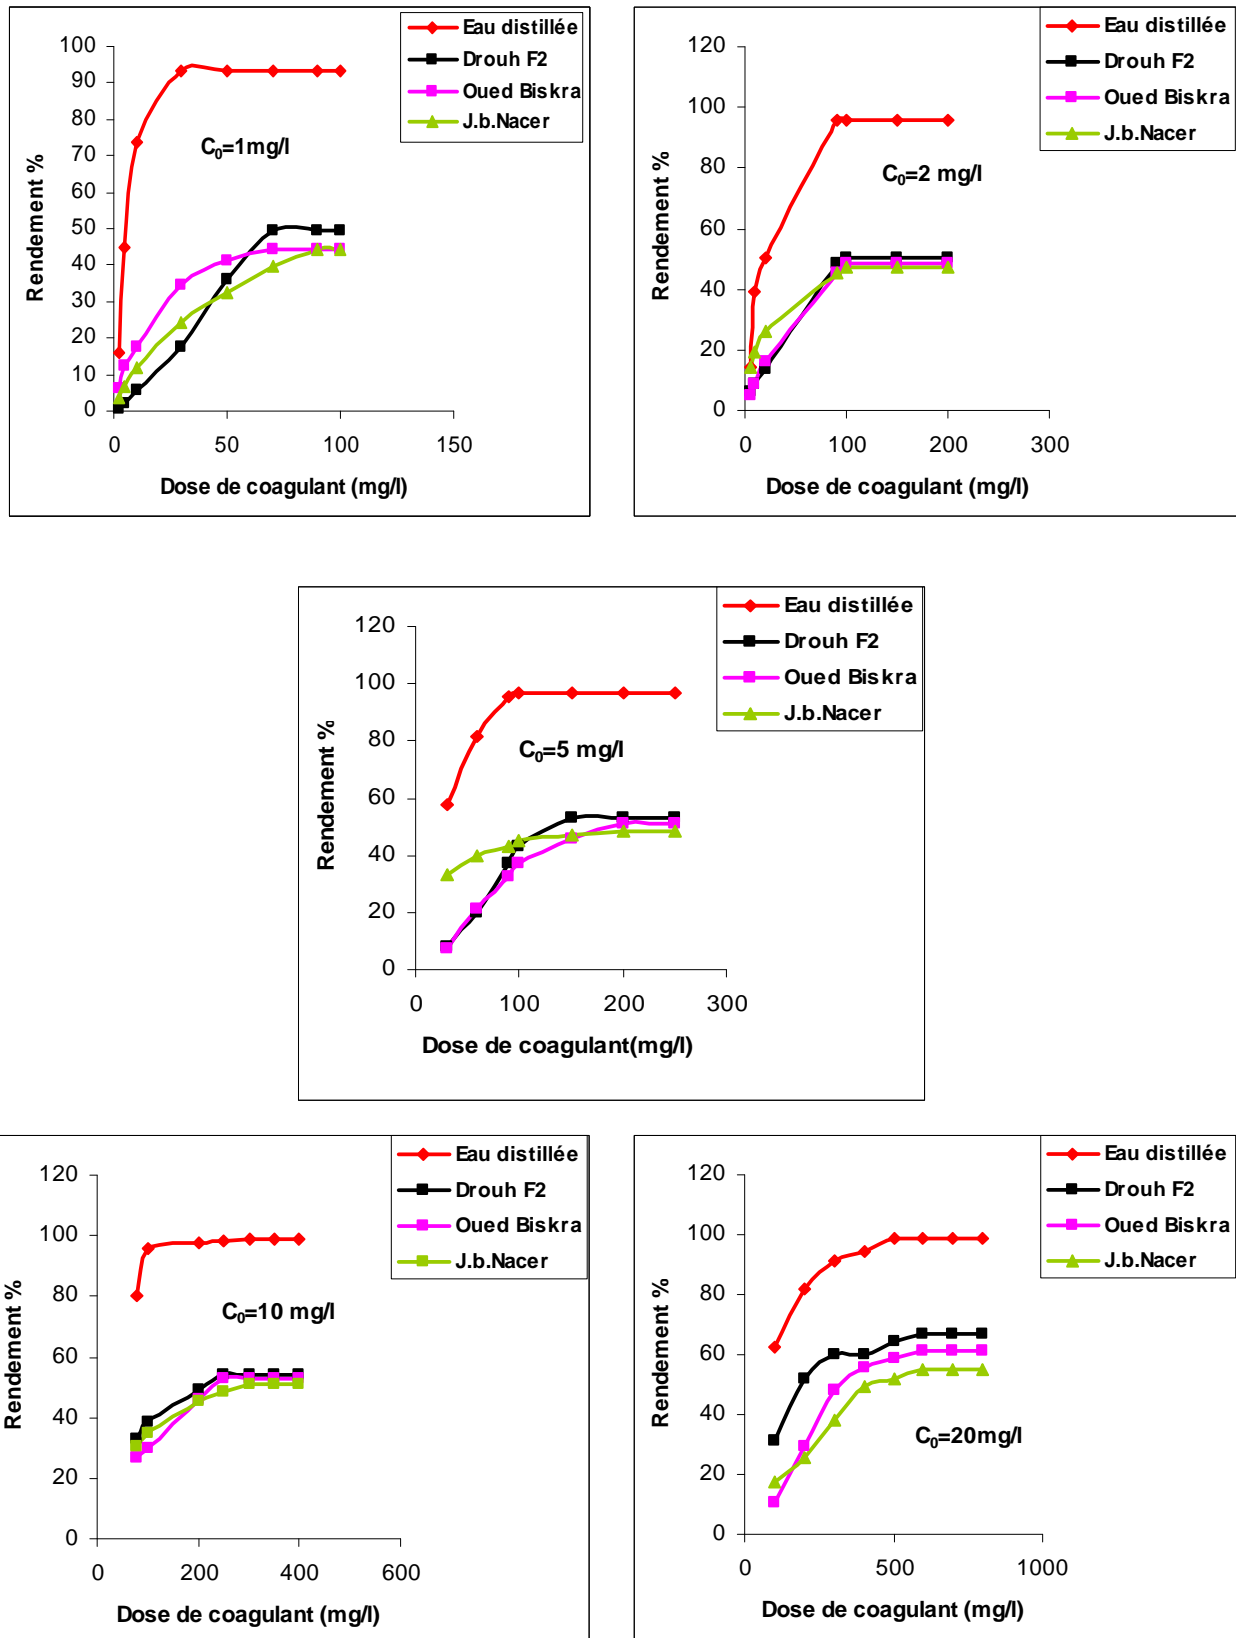 Eau distillée
Drouh F2
Oued Biskra
J.b.Nacer
100
90
80
70
60
50
40
30
20
10
0
Rendement %
C₀=1mg/l
0 50 100 150
Dose de coagulant (mg/l)
Eau distillée
Drouh F2
Oued Biskra
J.b.Nacer
120
100
80
60
40
20
0
Rendement %
C₀=2 mg/l
0 100 200 300
Dose de coagulant (mg/l)
Eau distillée
Drouh F2
Oued Biskra
J.b.Nacer
120
100
80
60
40
20
0
Rendement %
C₀=5 mg/l
0 100 200 300
Dose de coagulant(mg/l)
Eau distillée
Drouh F2
Oued Biskra
J.b.Nacer
120
100
80
60
40
20
0
Rendement %
C₀=10 mg/l
0 200 400 600
Dose de coagulant (mg/l)
Eau distillée
Drouh F2
Oued Biskra
J.b.Nacer
120
100
80
60
40
20
0
Rendement %
C₀=20mg/l
0 500 1000
Dose de coagulant (mg/l)